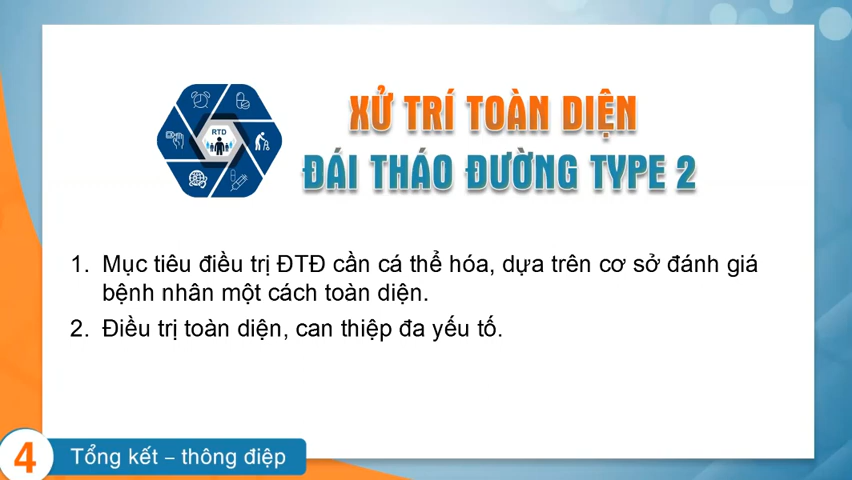 RTD
XỬ TRÍ TOÀN DIỆN
ĐÁI THÁO ĐƯỜNG TYPE 2
1. Mục tiêu điều trị ĐTĐ cần cá thể hóa, dựa trên cơ sở đánh giá
bệnh nhân một cách toàn diện.
2. Điều trị toàn diện, can thiệp đa yếu tố.
4 Tổng kết – thông điệp